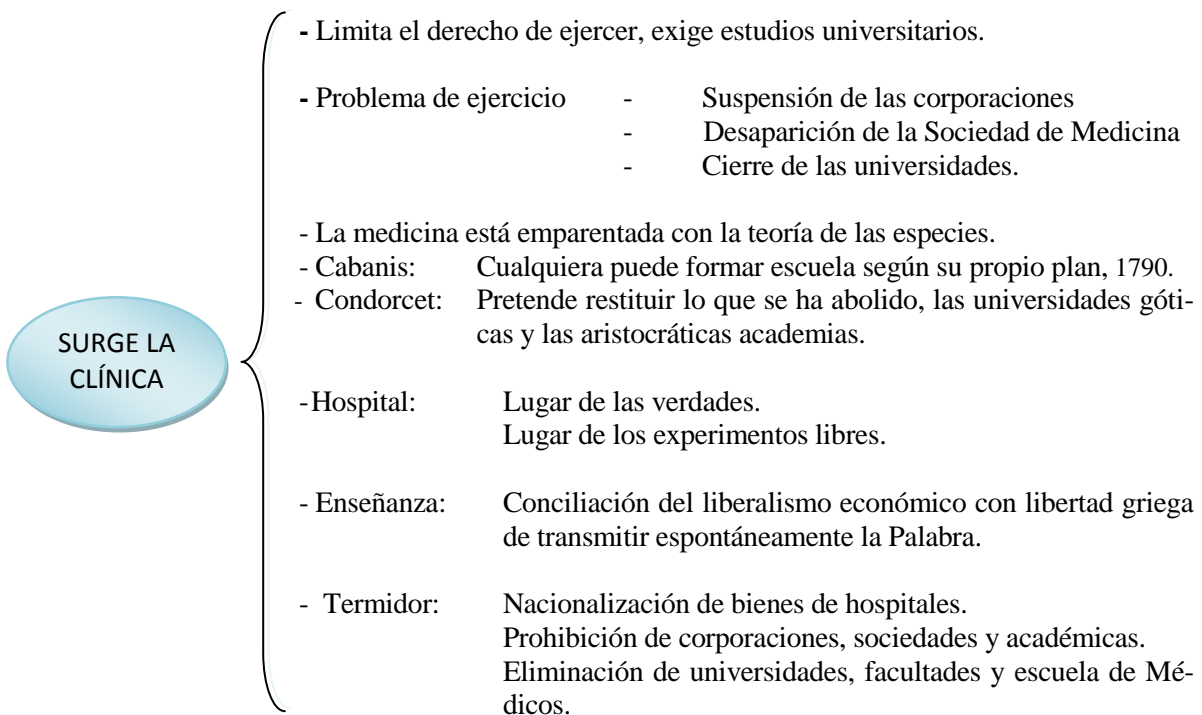 - Limita el derecho de ejercer, exige estudios universitarios.
- Problema de ejercicio - Suspensión de las corporaciones
- Desaparición de la Sociedad de Medicina
- Cierre de las universidades.
- La medicina está emparentada con la teoría de las especies.
- Cabanis: Cualquiera puede formar escuela según su propio plan, 1790.
- Condorcet: Pretende restituir lo que se ha abolido, las universidades góti-
cas y las aristocráticas academias.
SURGE LA
CLÍNICA
-Hospital: Lugar de las verdades.
Lugar de los experimentos libres.
- Enseñanza: Conciliación del liberalismo económico con libertad griega
de transmitir espontáneamente la Palabra.
- Termidor: Nacionalización de bienes de hospitales.
Prohibición de corporaciones, sociedades y académicas.
Eliminación de universidades, facultades y escuela de Mé-
dicos.